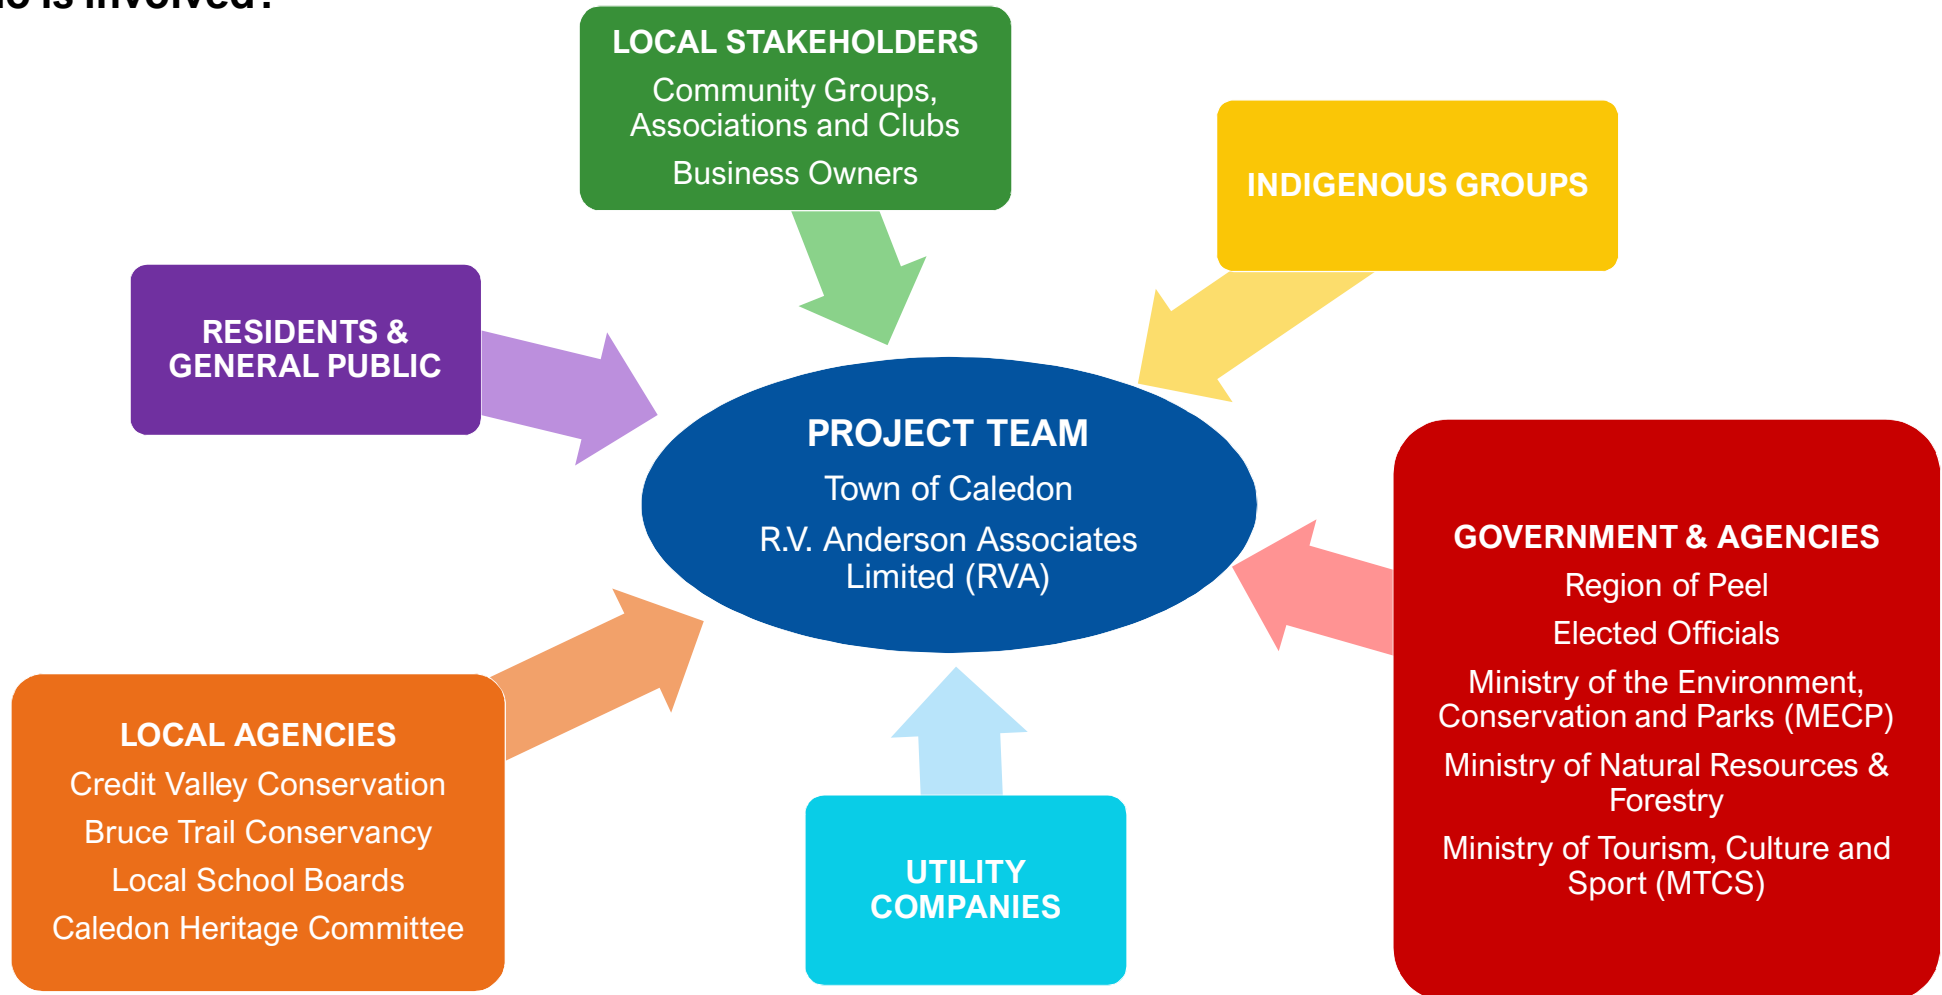 is involved?
LOCAL STAKEHOLDERS
Community Groups,
Associations and Clubs
Business Owners
INDIGENOUS GROUPS
RESIDENTS &
GENERAL PUBLIC
PROJECT TEAM
Town of Caledon
R.V. Anderson Associates
Limited (RVA)
GOVERNMENT & AGENCIES
Region of Peel
Elected Officials
Ministry of the Environment,
Conservation and Parks (MECP)
Ministry of Natural Resources &
Forestry
Ministry of Tourism, Culture and
Sport (MTCS)
LOCAL AGENCIES
Credit Valley Conservation
Bruce Trail Conservancy
Local School Boards
Caledon Heritage Committee
UTILITY
COMPANIES